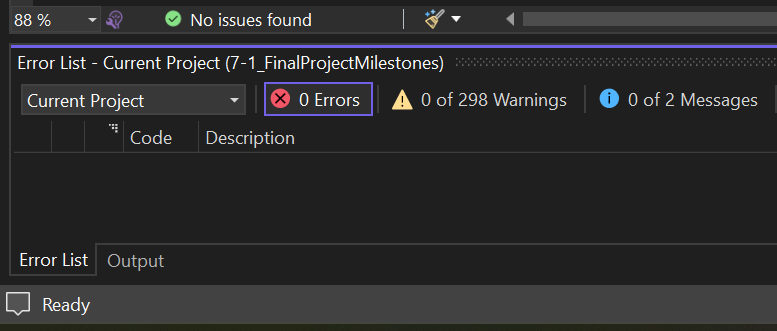 88 %
No issues found
Error List - Current Project (7-1_FinalProjectMilestones)
Current Project
0 Errors
0 of 298 Warnings
0 of 2 Messages
Code
Description
Error List
Output
Ready